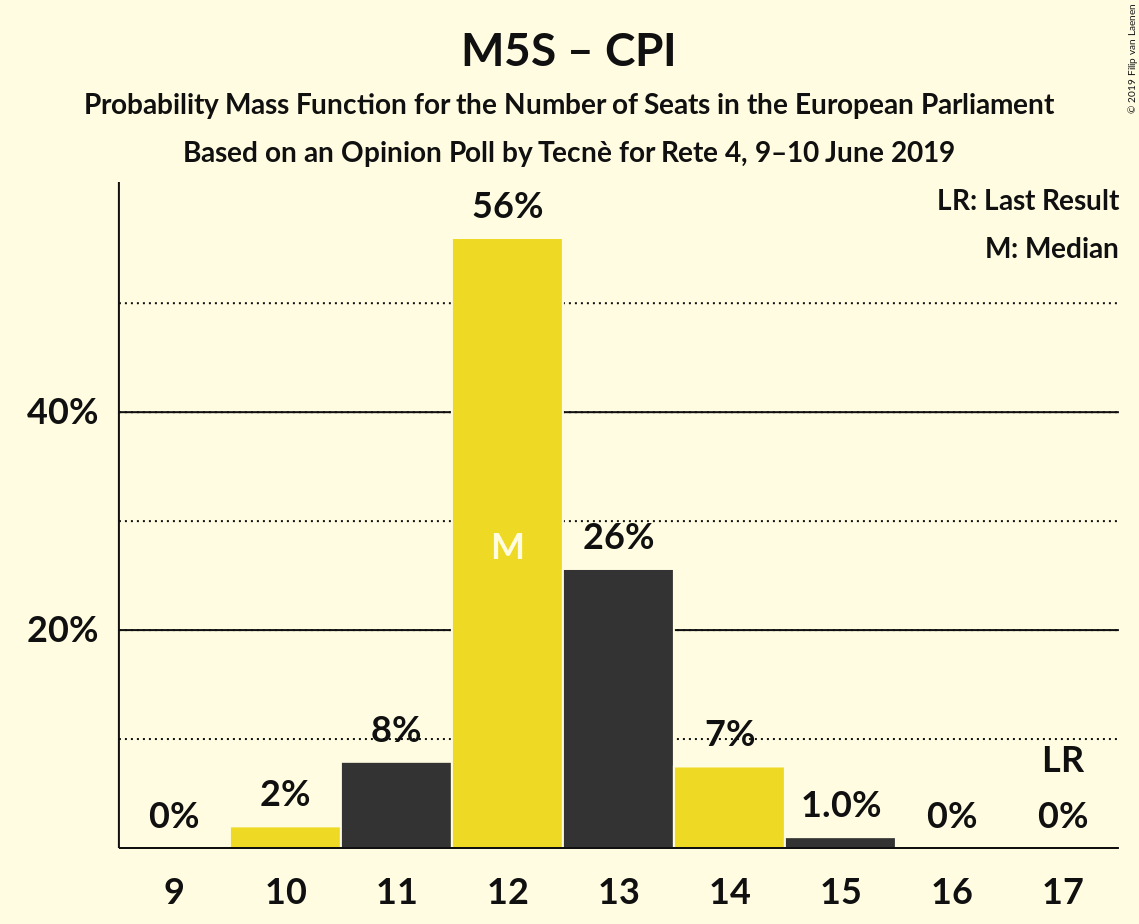 M5S – CPI
Probability Mass Function for the Number of Seats in the European Parliament
Based on an Opinion Poll by Tecnè for Rete 4, 9–10 June 2019
© 2019 Filip van Laenen
LR: Last Result
M: Median
56%
40%
M
26%
20%
8%
7%
LR
0%
2%
1.0%
0%
0%
9 10 11 12 13 14 15 16 17